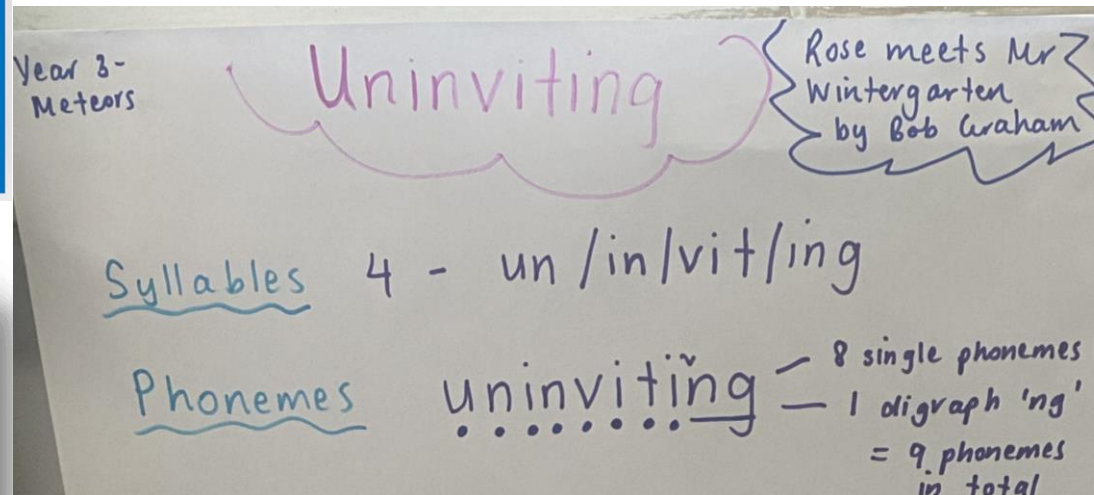 Year 3-
Meteors
Uninviting
Rose meets Mr
Wintergarten
by Bob Graham
Syllables 4 - un/in/vit/ing
Phonemes uninviting
- 8 single phonemes
- 1 digraph 'ng'
= 9 phonemes
in total